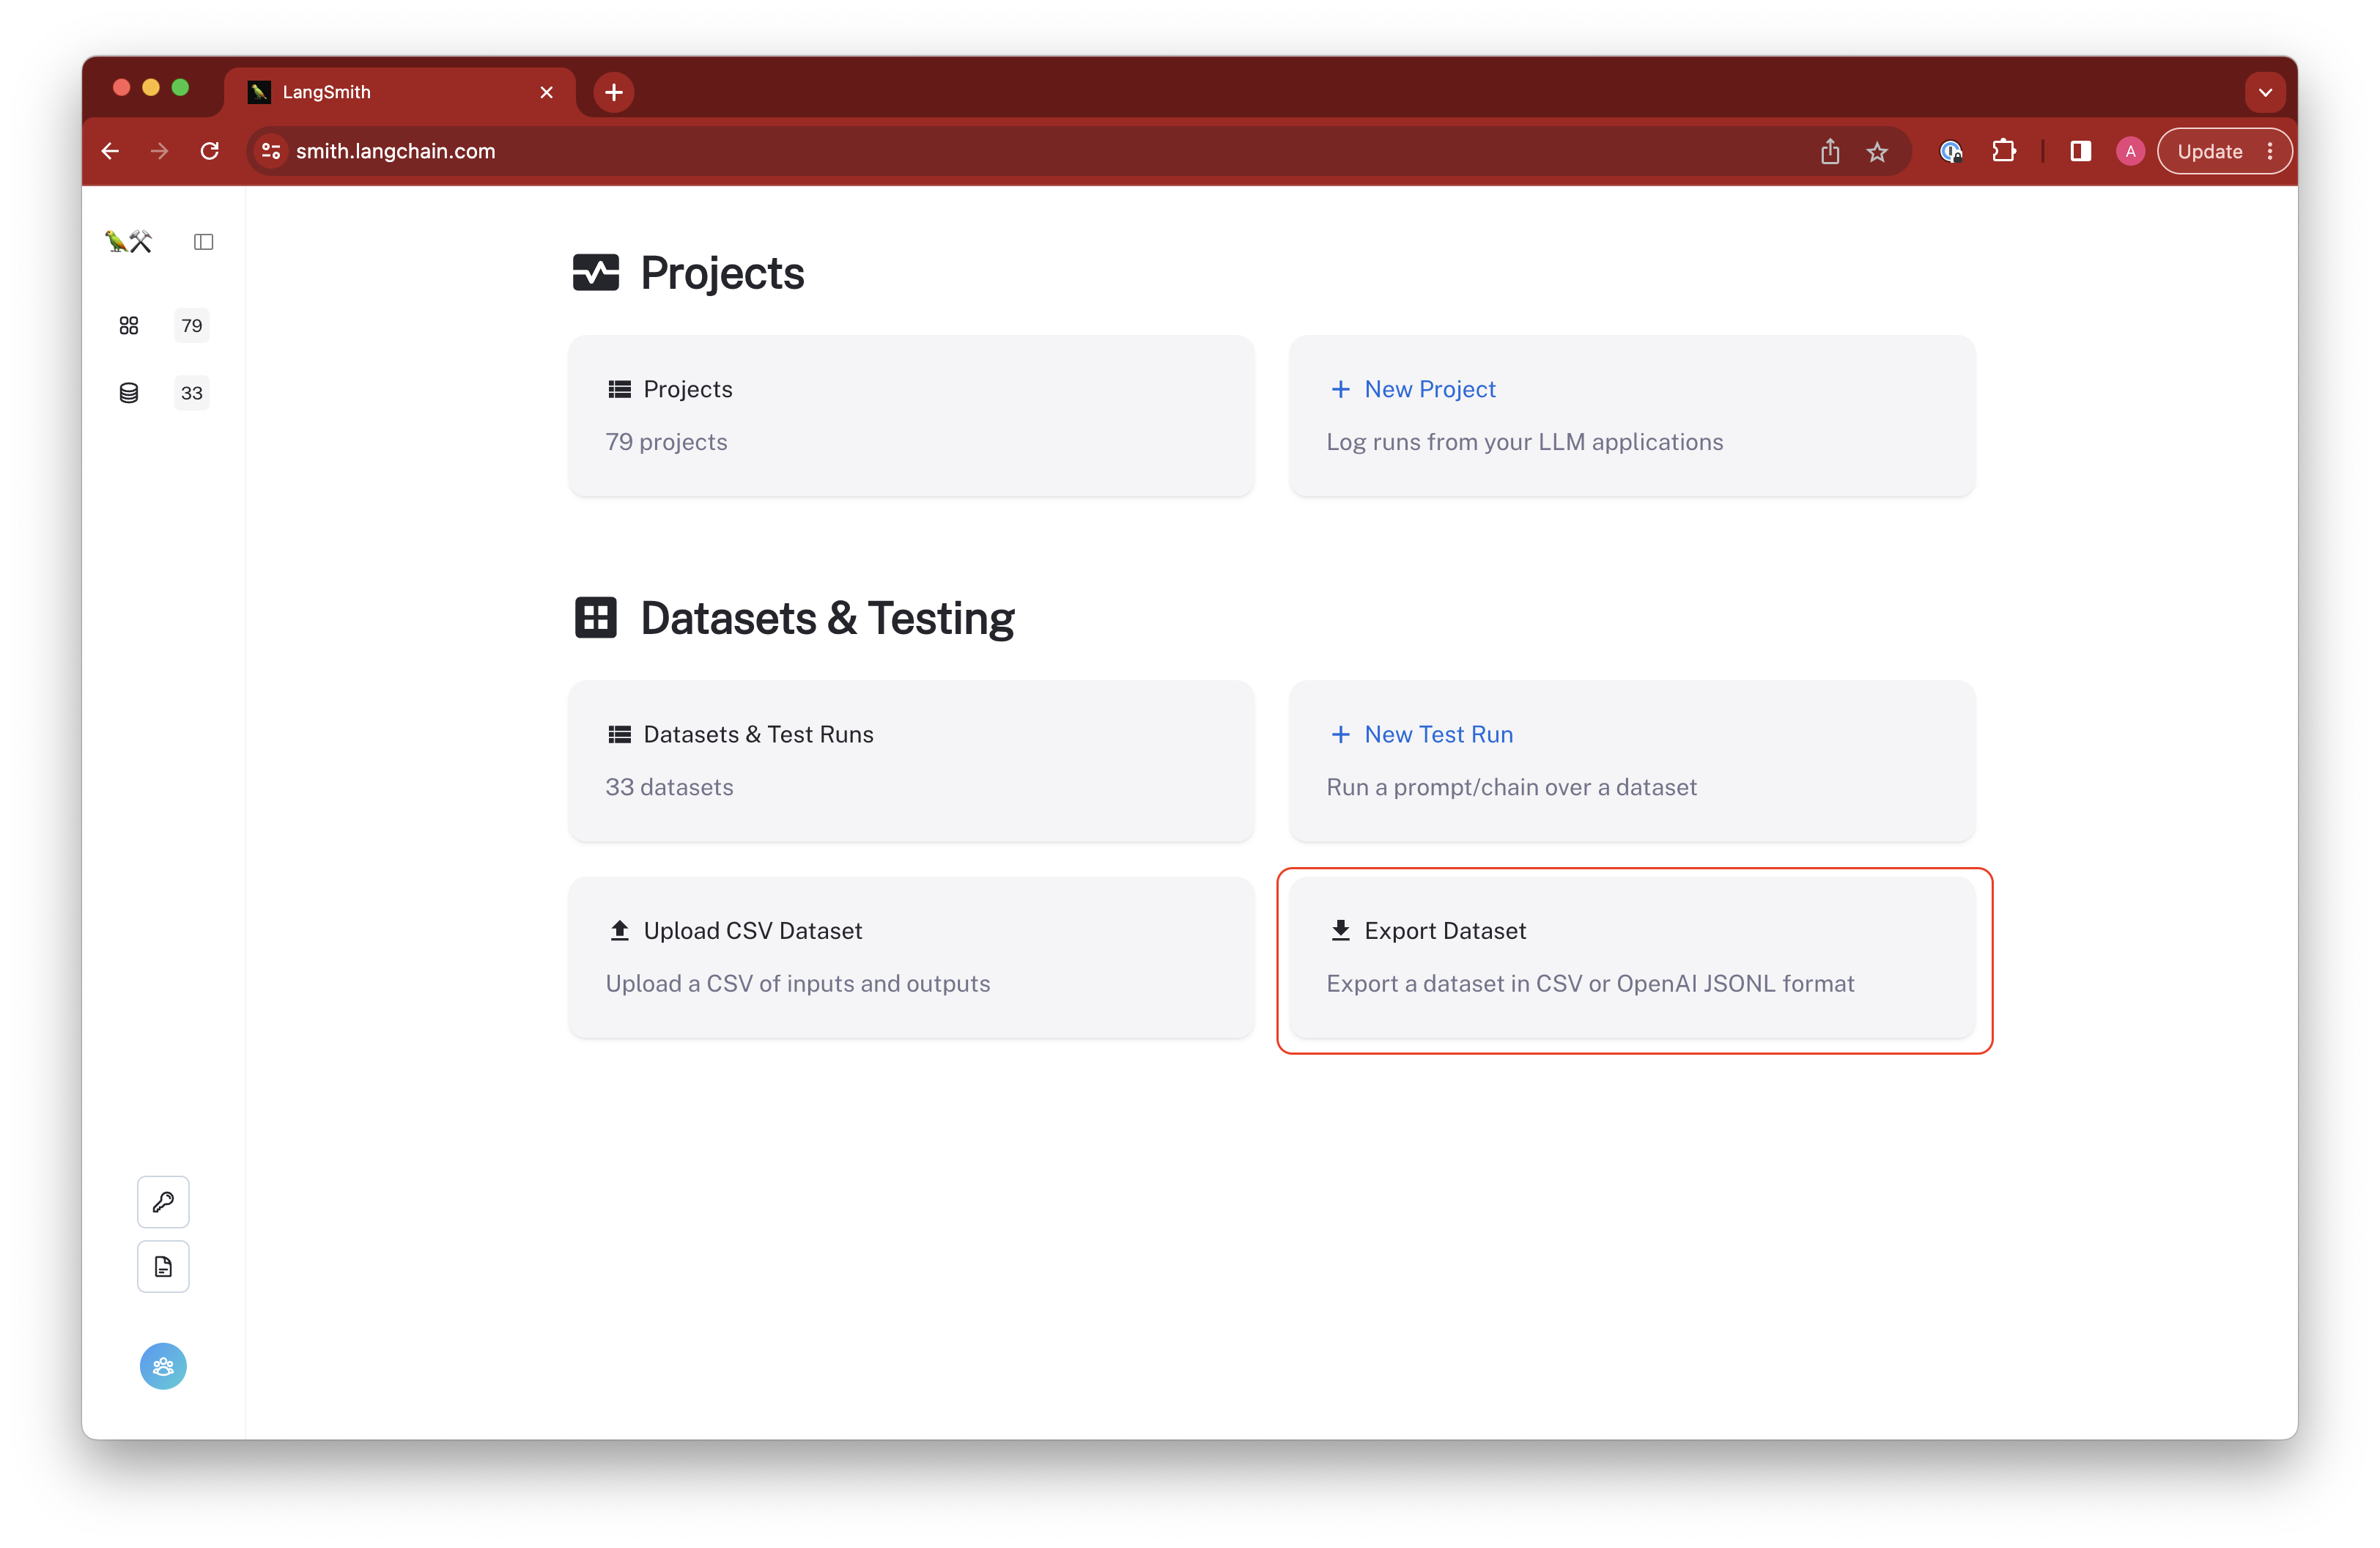 LangSmith
smith.langchain.com
A
Update
79
33
Projects
Projects
79 projects
New Project
Log runs from your LLM applications
Datasets & Testing
Datasets & Test Runs
33 datasets
New Test Run
Run a prompt/chain over a dataset
Upload CSV Dataset
Upload a CSV of inputs and outputs
Export Dataset
Export a dataset in CSV or OpenAI JSONL format